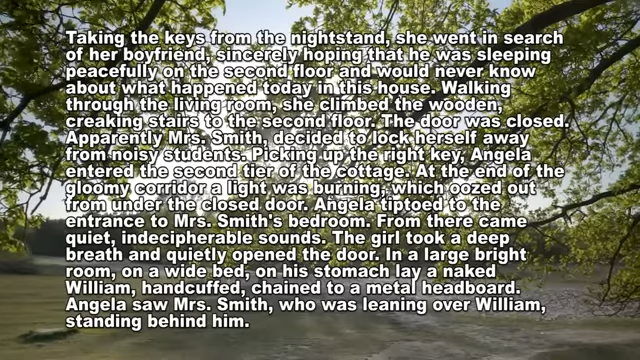 Taking the keys from the nightstand, she went in search
of her boyfriend, sincerely hoping that he was sleeping
peacefully on the second floor and would never know
about what happened today in this house. Walking
through the living room, she climbed the wooden,
creaking stairs to the second floor. The door was closed.
Apparently Mrs. Smith, decided to lock herself away
from noisy students. Picking up the right key, Angela
entered the second tier of the cottage. At the end of the
gloomy corridor a light was burning, which oozed out
from under the closed door. Angela tiptoed to the
entrance to Mrs. Smith's bedroom. From there came
quiet, indecipherable sounds. The girl took a deep
breath and quietly opened the door. In a large bright
room, on a wide bed, on his stomach lay a naked
William, handcuffed, chained to a metal headboard.
Angela saw Mrs. Smith, who was leaning over William,
standing behind him.